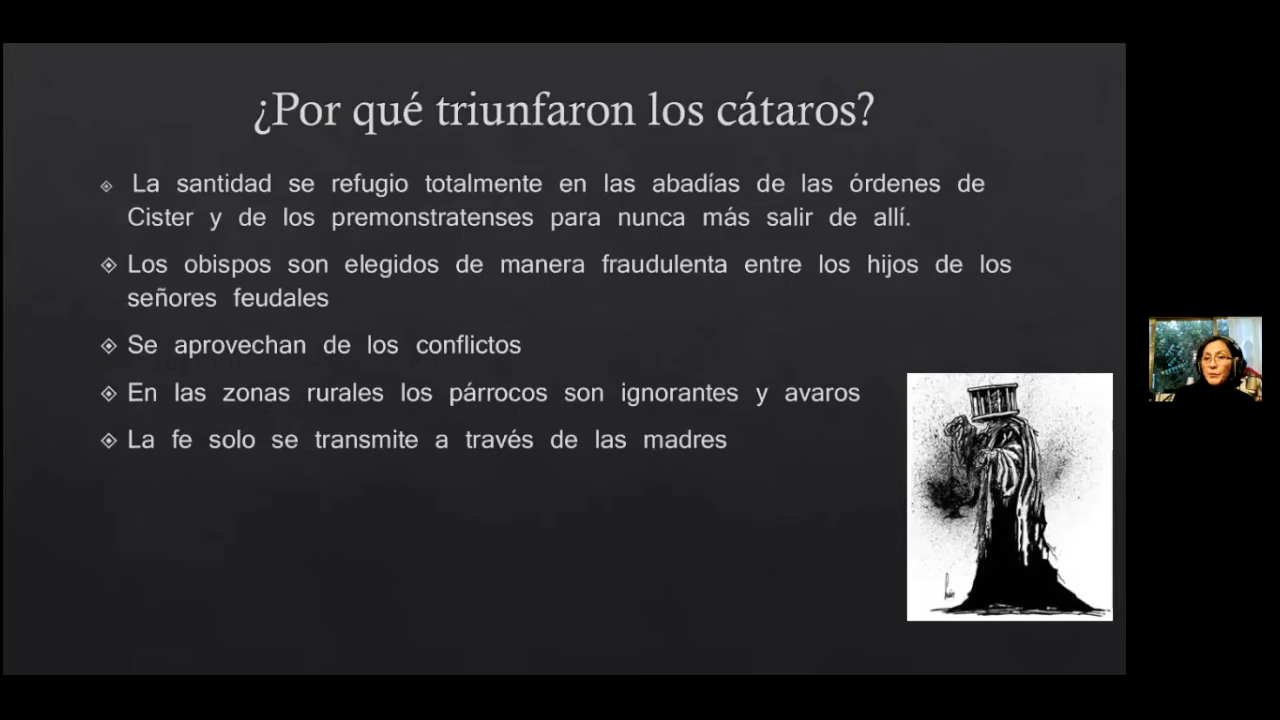 ¿Por qué triunfaron los cátaros?
La santidad se refugio totalmente en las abadías de las órdenes de
Cister y de los premonstratenses para nunca más salir de allí.
Los obispos son elegidos de manera fraudulenta entre los hijos de los
señores feudales
Se aprovechan de los conflictos
En las zonas rurales los párrocos son ignorantes y avaros
La fe solo se transmite a través de las madres